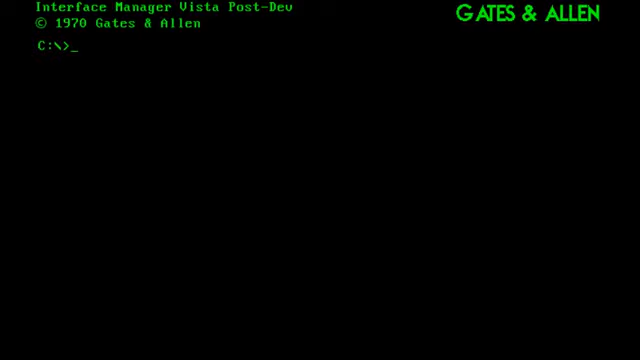 Interface Manager Vista Post-Dev
© 1970 Gates & Allen
GATES & ALLEN
C:\>_